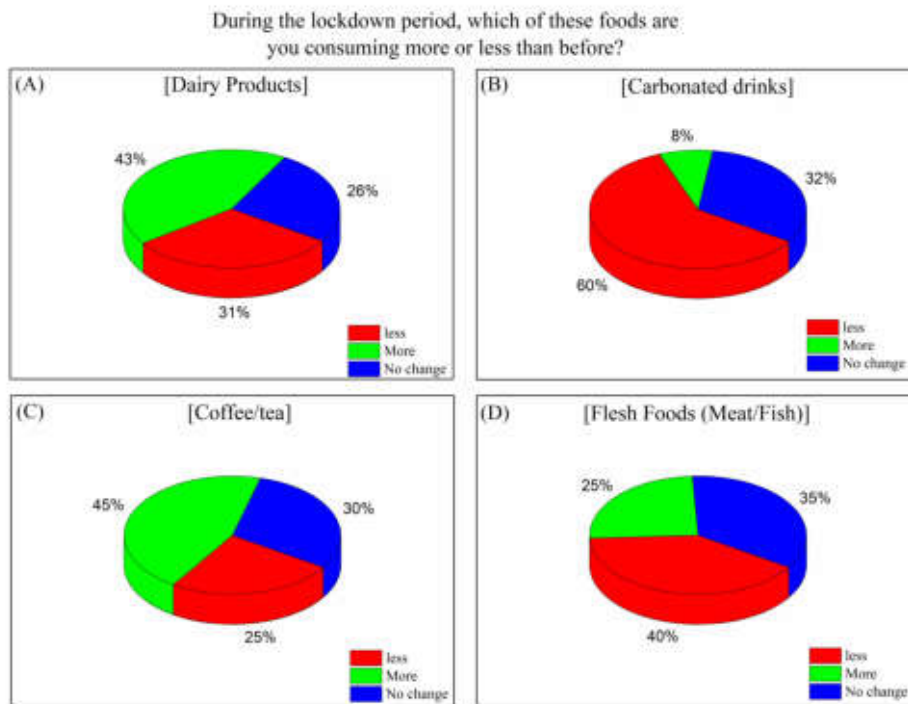 During the lockdown period, which of these foods are
you consuming more or less than before?
(A) [Dairy Products]
43%
26%
31%
less
More
No change
(B) [Carbonated drinks]
8%
32%
60%
less
More
No change
(C) [Coffee/tea]
45%
30%
25%
less
More
No change
(D) [Flesh Foods (Meat/Fish)]
25%
35%
40%
less
More
No change